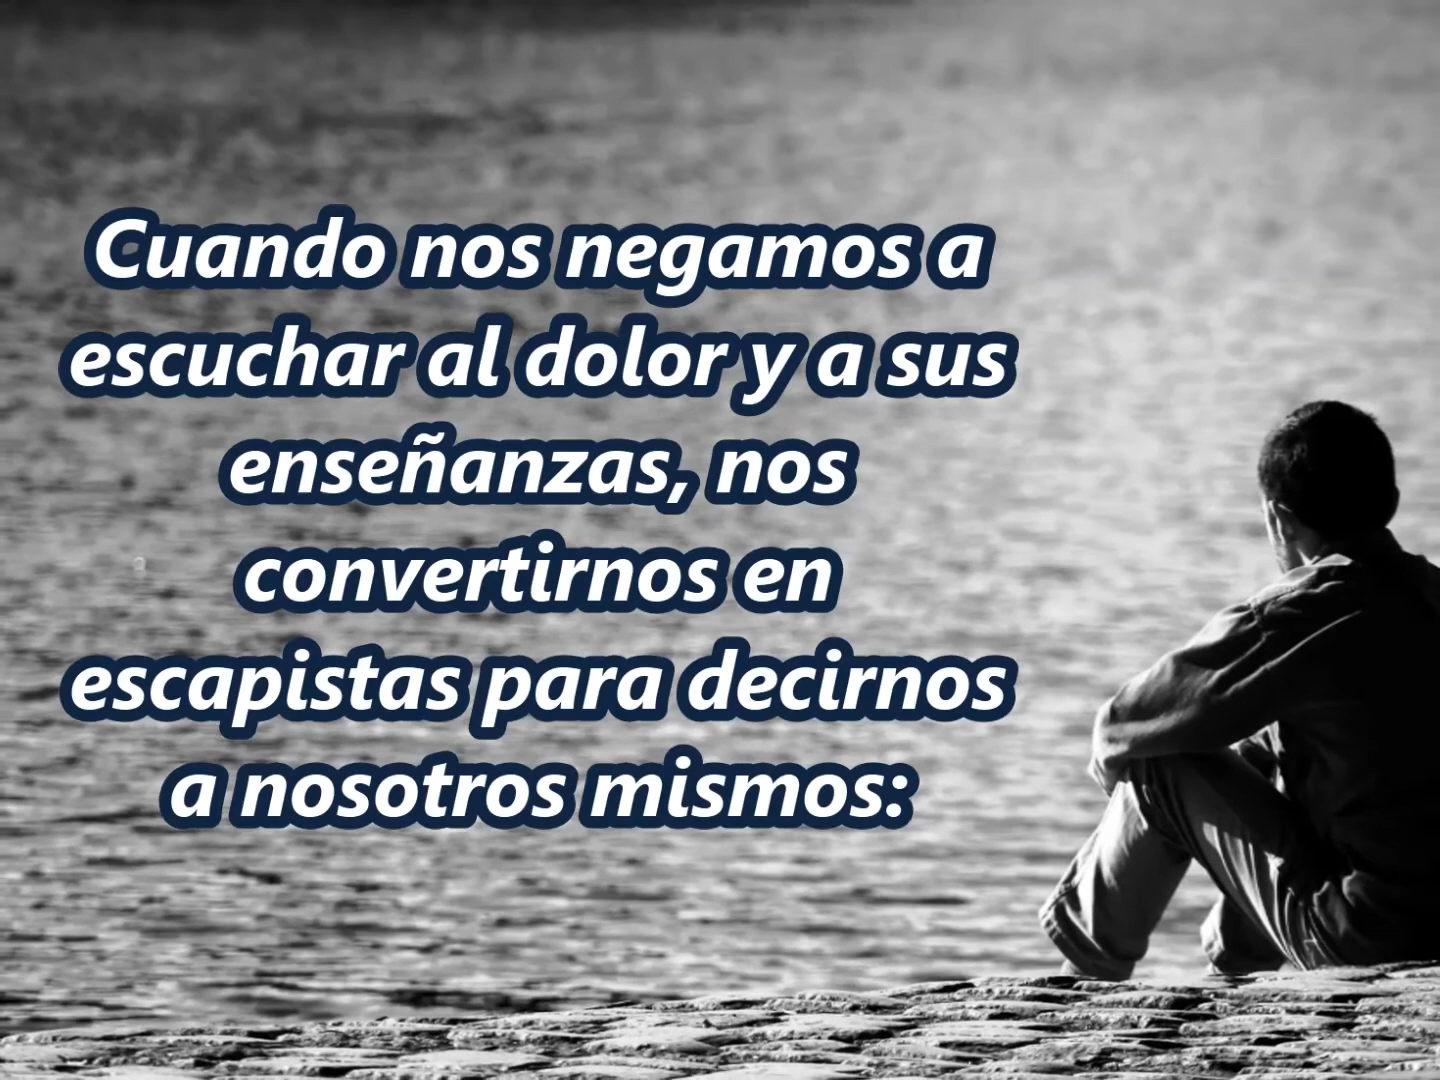 Cuando nos negamos a
escuchar al dolor y a sus
enseñanzas, nos
convertirnos en
escapistas para decirnos
a nosotros mismos: